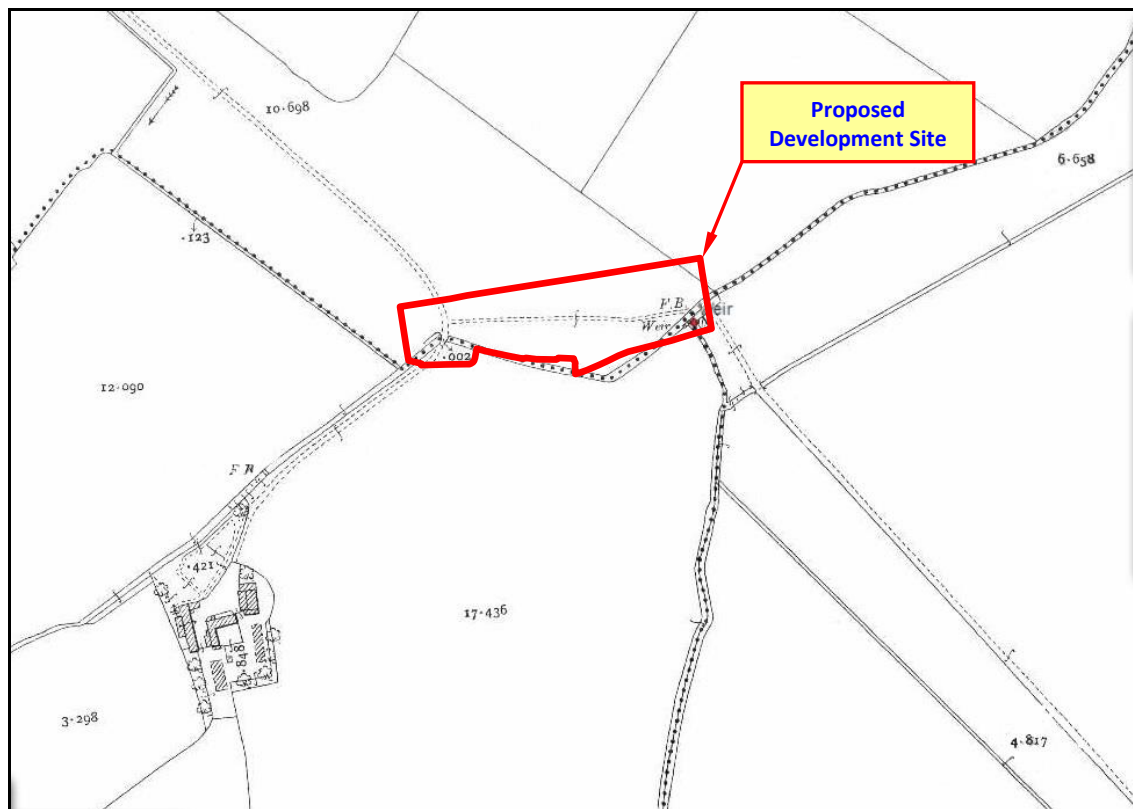 Proposed
Development Site
10·698
6·658
·123
F.B.
Weir
·002
12·090
·421
17·436
·848
3·298
4·817